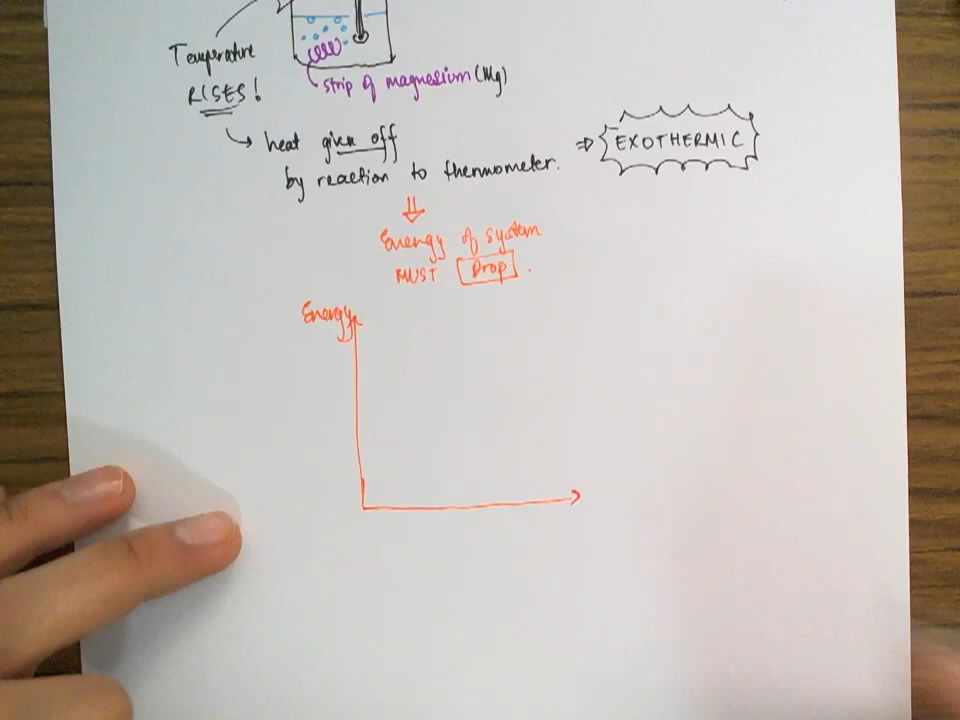 Temperature
RISES!
strip of magnesium (Mg)
heat given off
by reaction to thermometer.
⇒ EXOTHERMIC
Energy of system
MUST Drop.
Energy